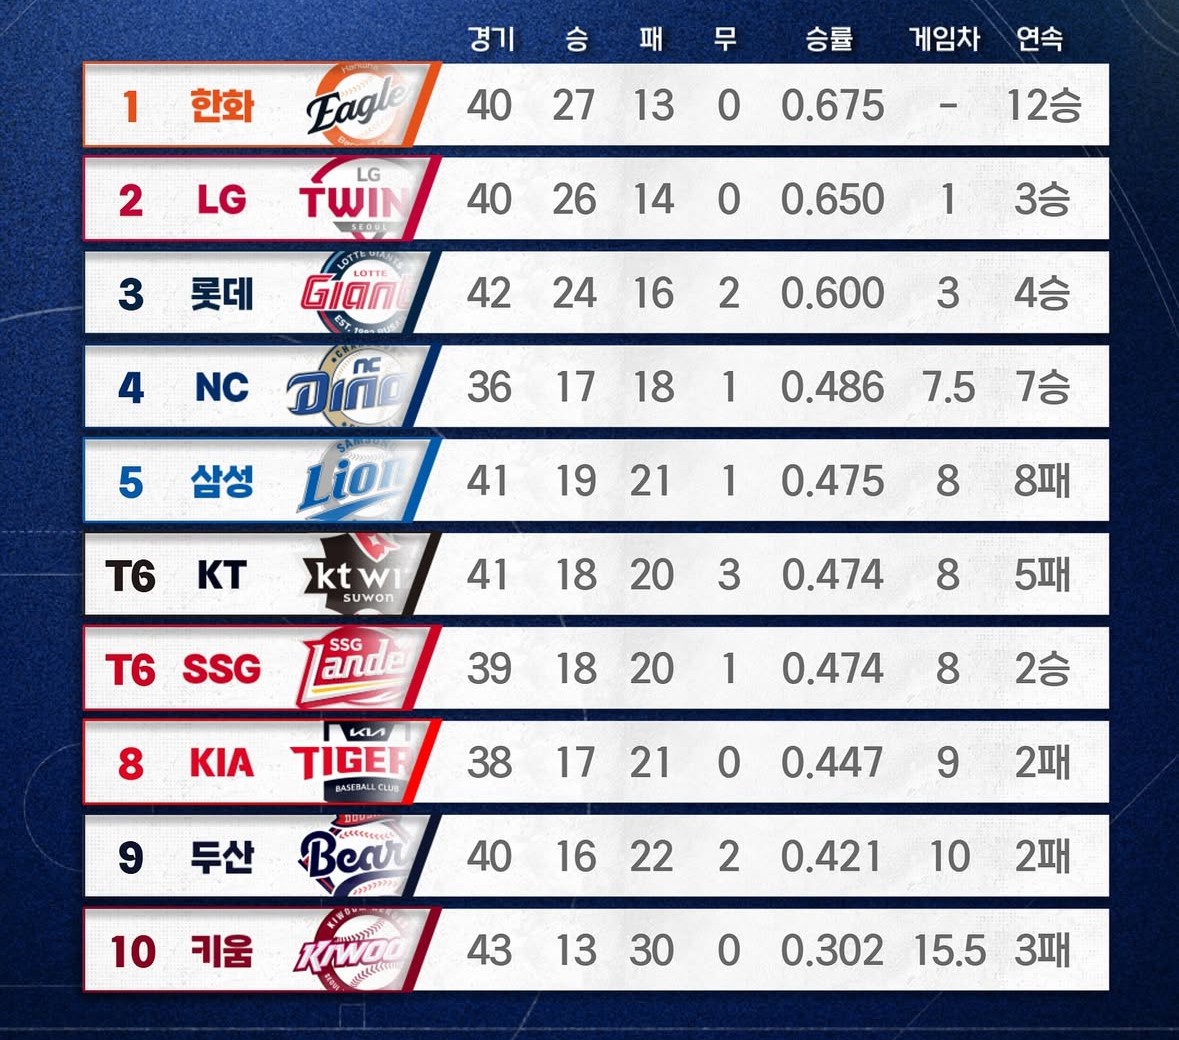 경기 승 패 무 승률 게임차 연속
1 한화 Eagle 40 27 13 0 0.675 - 12승
2 LG LG TWIN SEOUL 40 26 14 0 0.650 1 3승
3 롯데 LOTTE GIANTS LOTTE GIANT 42 24 16 2 0.600 3 4승
4 NC NC DINO 36 17 18 1 0.486 7.5 7승
5 삼성 SAMSUNG Lion 41 19 21 1 0.475 8 8패
T6 KT kt wi suwon 41 18 20 3 0.474 8 5패
T6 SSG SSG Lande 39 18 20 1 0.474 8 2승
8 KIA KIA TIGER BASEBALL CLUB 38 17 21 0 0.447 9 2패
9 두산 Bear 40 16 22 2 0.421 10 2패
10 키움 KIWOO 43 13 30 0 0.302 15.5 3패